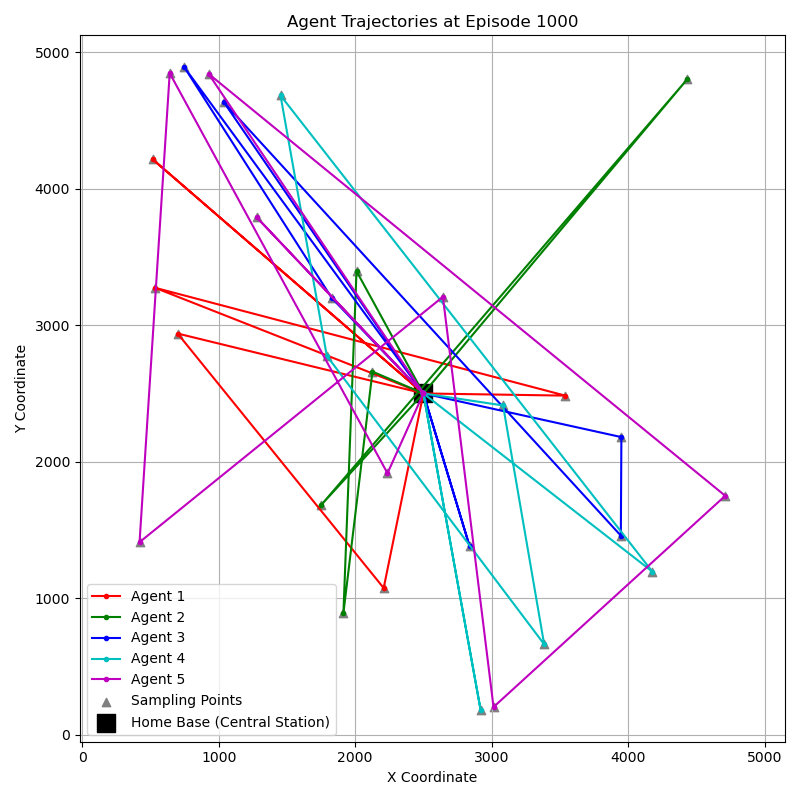 Agent Trajectories at Episode 1000
Y Coordinate
5000
4000
3000
2000
1000
0
Agent 1
Agent 2
Agent 3
Agent 4
Agent 5
Sampling Points
Home Base (Central Station)
0 1000 2000 3000 4000 5000
X Coordinate